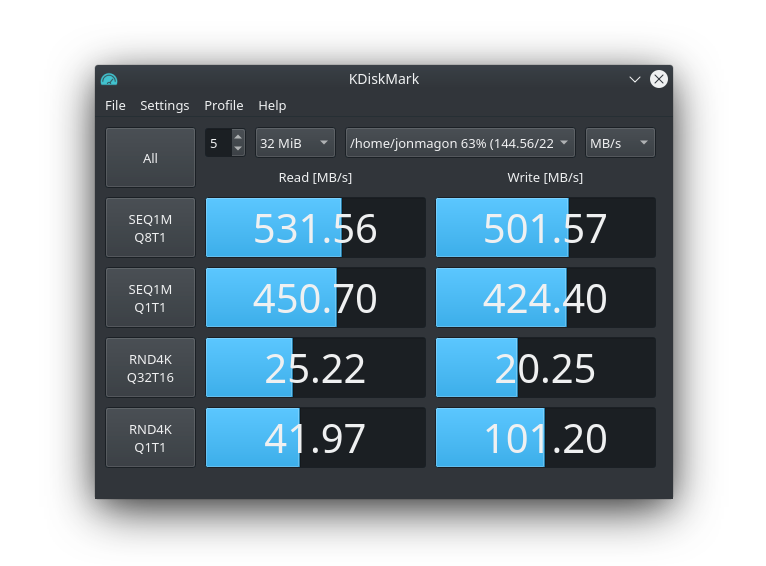 KDiskMark
File Settings Profile Help
All
5
32 MiB
/home/jonmagon 63% (144.56/22
MB/s
Read [MB/s]
Write [MB/s]
SEQ1M
Q8T1
531.56
501.57
SEQ1M
Q1T1
450.70
424.40
RND4K
Q32T16
25.22
20.25
RND4K
Q1T1
41.97
101.20